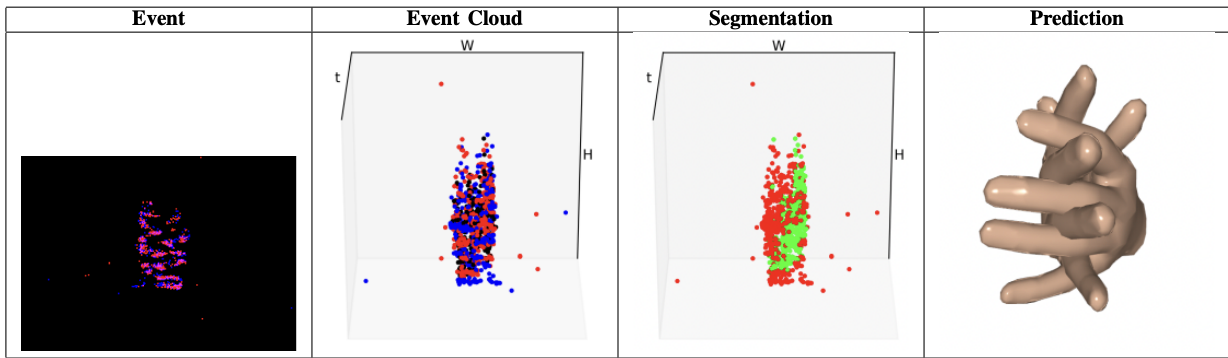 Event
Event Cloud
Segmentation
Prediction
W
t
H
W
t
H